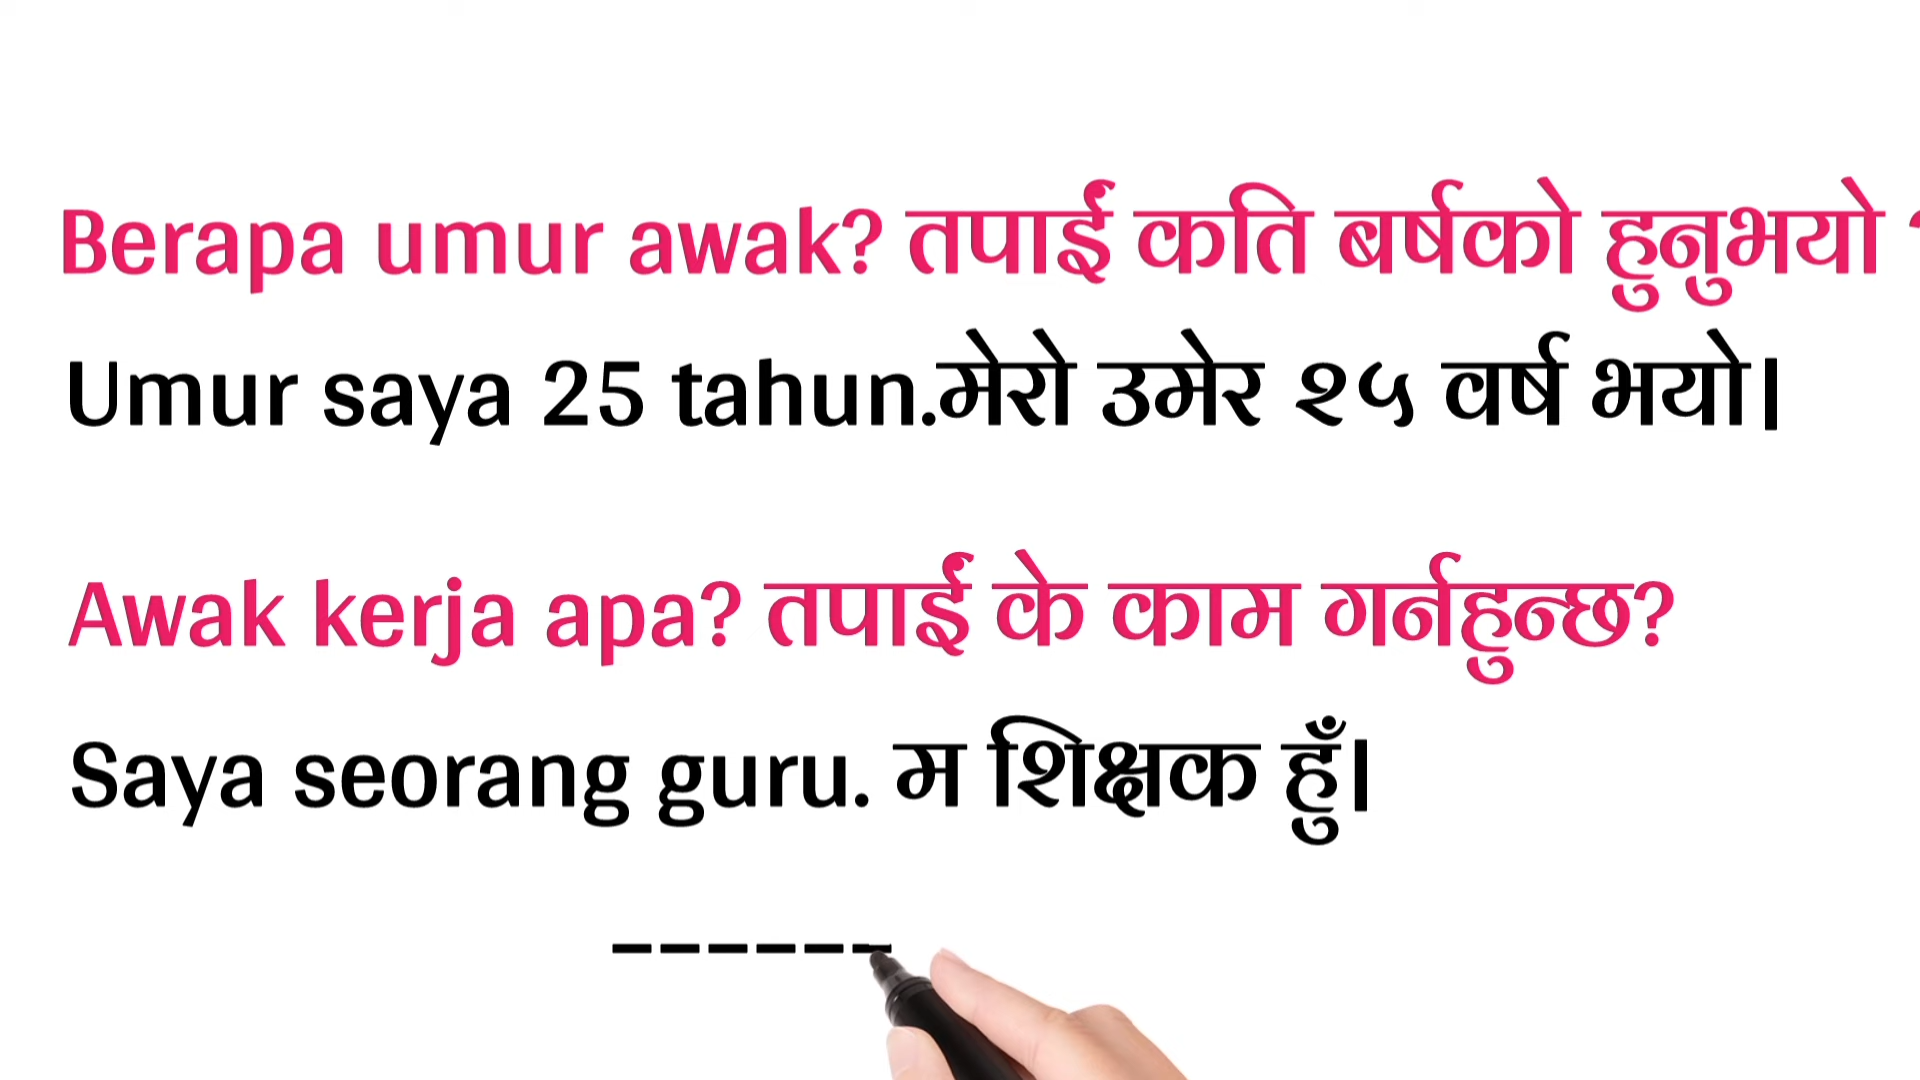 Berapa umur awak? तपाईं कति बर्षको हुनुभयो ?
Umur saya 25 tahun.मेरो उमेर २५ वर्ष भयो।
Awak kerja apa? तपाईं के काम गर्नहुन्छ?
Saya seorang guru. म शिक्षक हुँ।
------